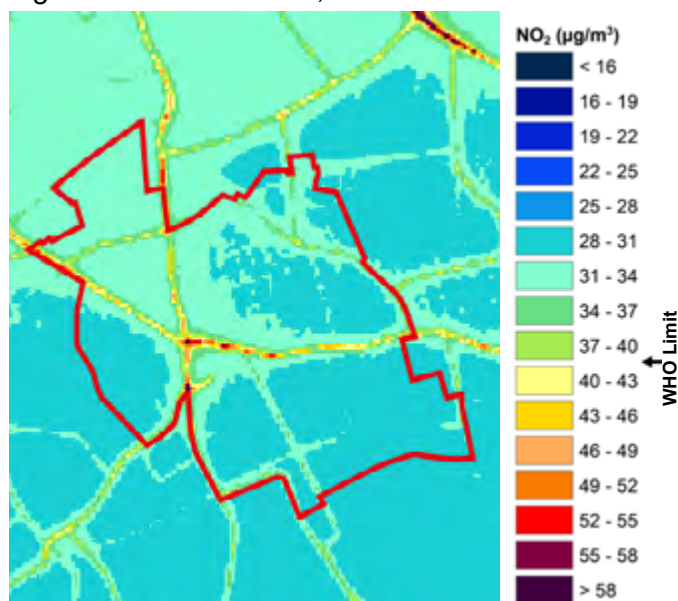 NO₂ (µg/m³)
< 16
16 - 19
19 - 22
22 - 25
25 - 28
28 - 31
31 - 34
34 - 37
37 - 40
40 - 43
43 - 46
46 - 49
49 - 52
52 - 55
55 - 58
> 58
WHO Limit